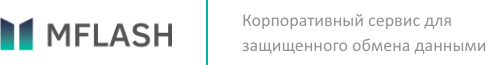 MFLASH
Корпоративный сервис для
защищенного обмена данными